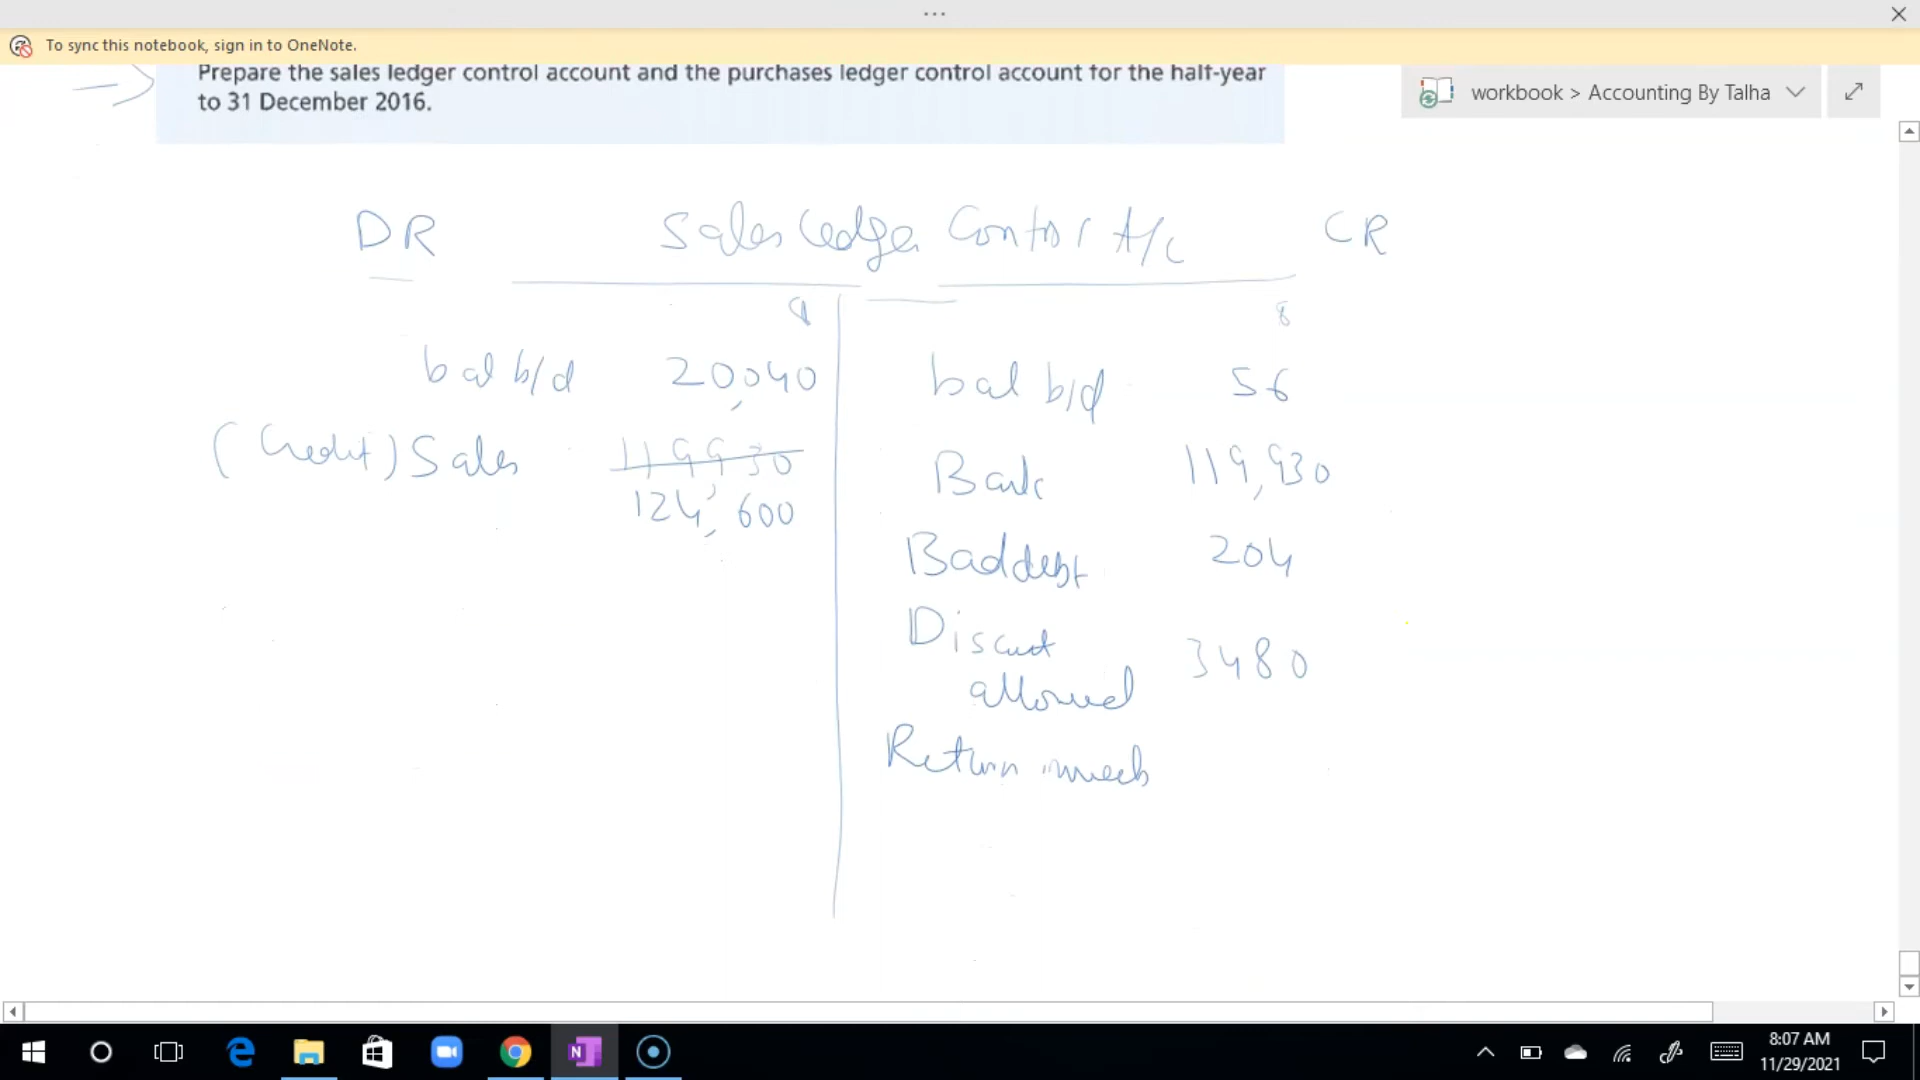 To sync this notebook, sign in to OneNote.
Prepare the sales ledger control account and the purchases ledger control account for the half-year
to 31 December 2016.
workbook > Accounting By Talha
DR Sales Ledger Control A/C CR
bal b/d 20,040 bal b/d 56
(Credit) Sales 119930 Bank 119,930
124,600
Bad debt 204
Discount
allowed 3480
Return inwards
8:07 AM
11/29/2021